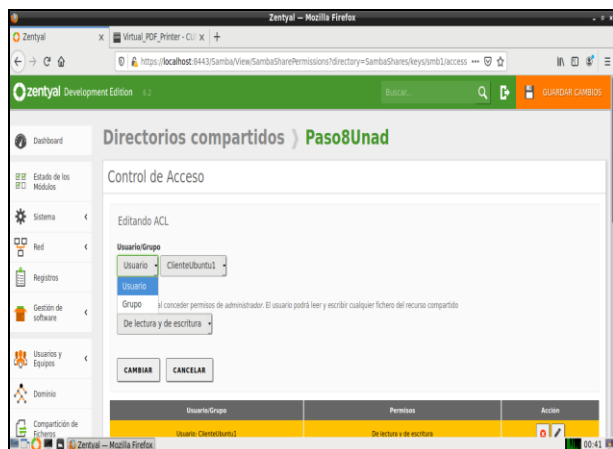 Zentyal — Mozilla Firefox
Zentyal
Virtual_PDF_Printer - CU
https://localhost:8443/Samba/View/SambaSharePermissions?directory=SambaShares/keys/smb1/access
zentyal Development Edition 6.2
Buscar...
GUARDAR CAMBIOS
Dashboard
Estado de los Módulos
Sistema
Red
Registros
Gestión de software
Usuarios y Equipos
Dominio
Compartición de Ficheros
Directorios compartidos
Paso8Unad
Control de Acceso
Editando ACL
Usuario/Grupo
Usuario
ClienteUbuntu1
Usuario
Grupo
al conceder permisos de administrador. El usuario podrá leer y escribir cualquier fichero del recurso compartido
De lectura y de escritura
CAMBIAR
CANCELAR
Usuario/Grupo
Permisos
Acción
Usuario: ClienteUbuntu1
De lectura y de escritura
Zentyal — Mozilla Firefox
00:41